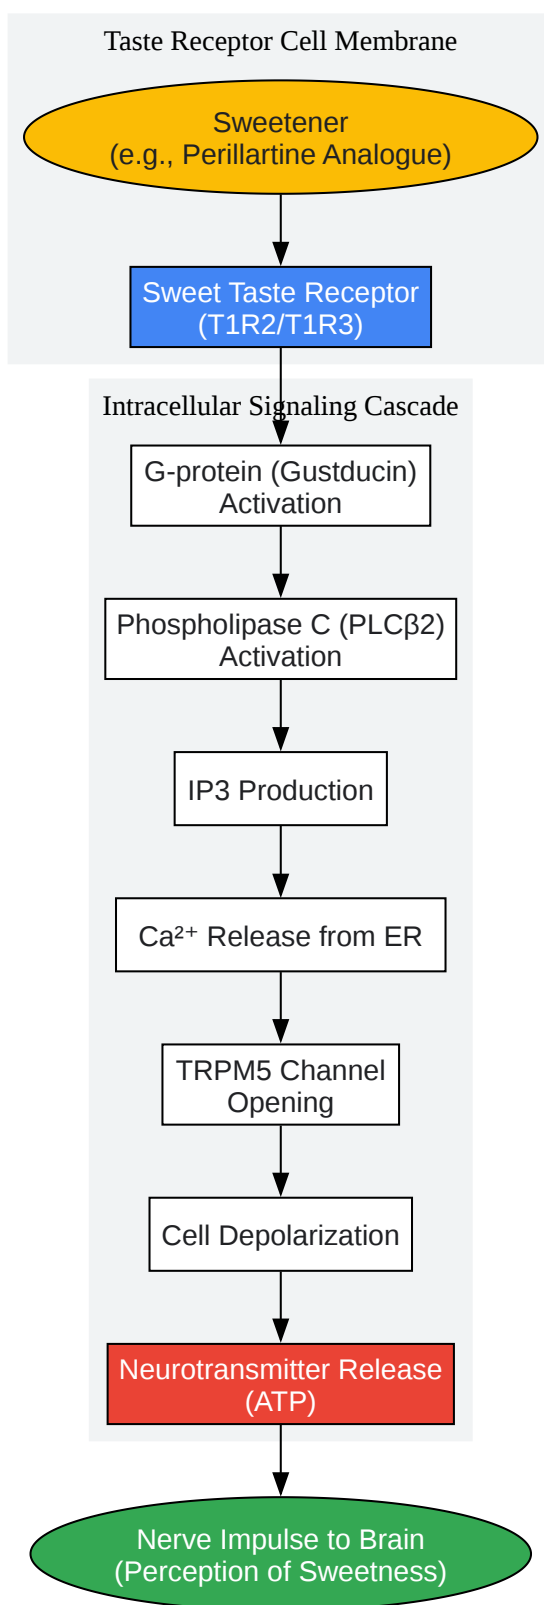 Taste Receptor Cell Membrane
Sweetener
(e.g., Perillartine Analogue)
Sweet Taste Receptor
(T1R2/T1R3)
Intracellular Signaling Cascade
G-protein (Gustducin)
Activation
Phospholipase C (PLCβ2)
Activation
IP3 Production
Ca²⁺ Release from ER
TRPM5 Channel
Opening
Cell Depolarization
Neurotransmitter Release
(ATP)
Nerve Impulse to Brain
(Perception of Sweetness)